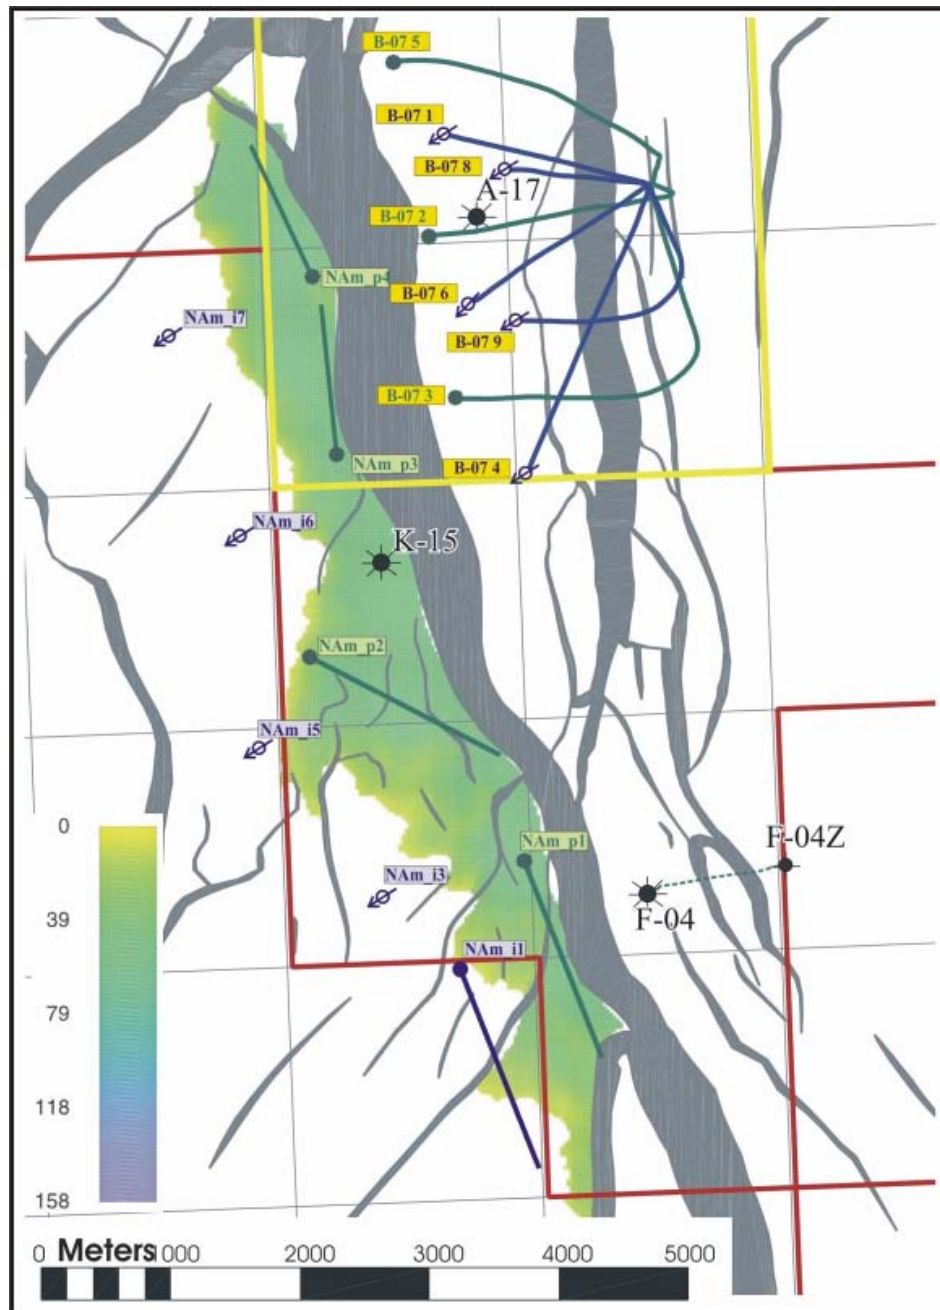 B-07 5
B-07 1
B-07 8
A-17
B-07 2
NAm_p4
B-07 6
NAm_i7
B-07 9
B-07 3
NAm_p3
B-07 4
NAm_i6
K-15
NAm_p2
NAm_i5
0
NAm_p1
F-04Z
NAm_i3
39
F-04
NAm_i1
79
118
158
0 Meters 1000 2000 3000 4000 5000